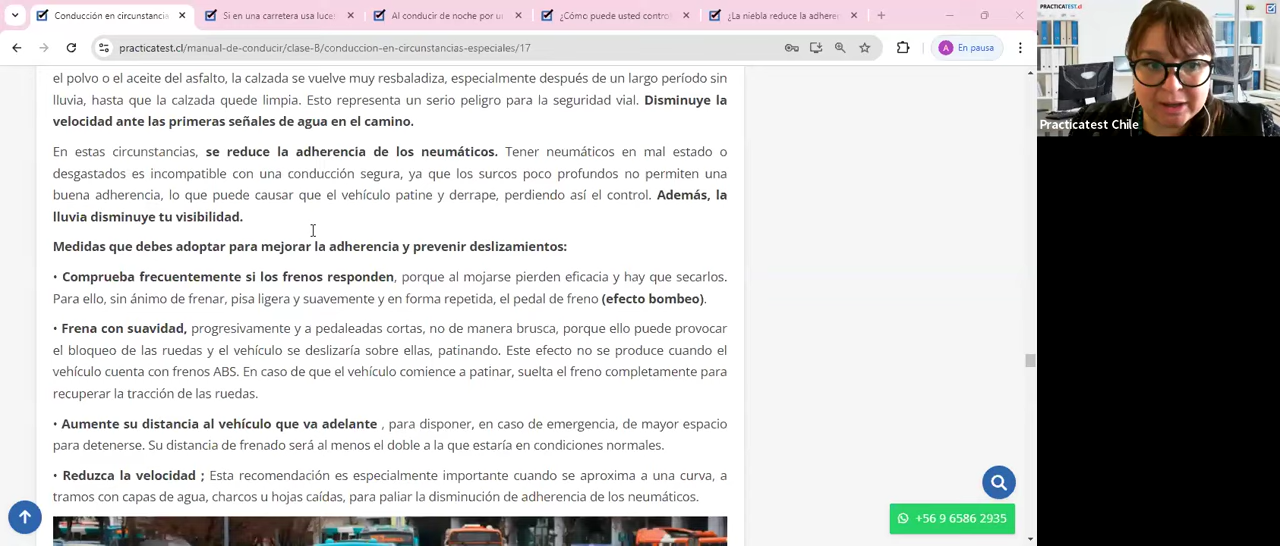 Conducción en circunstancias
Si en una carretera usa luces
Al conducir de noche por un
¿Cómo puede usted contro
¿La niebla reduce la adheren
practicatest.cl/manual-de-conducir/clase-B/conduccion-en-circunstancias-especiales/17
A En pausa
el polvo o el aceite del asfalto, la calzada se vuelve muy resbaladiza, especialmente después de un largo período sin
lluvia, hasta que la calzada quede limpia. Esto representa un serio peligro para la seguridad vial. Disminuye la
velocidad ante las primeras señales de agua en el camino.
En estas circunstancias, se reduce la adherencia de los neumáticos. Tener neumáticos en mal estado o
desgastados es incompatible con una conducción segura, ya que los surcos poco profundos no permiten una
buena adherencia, lo que puede causar que el vehículo patine y derrape, perdiendo así el control. Además, la
lluvia disminuye tu visibilidad.
Medidas que debes adoptar para mejorar la adherencia y prevenir deslizamientos:
• Comprueba frecuentemente si los frenos responden, porque al mojarse pierden eficacia y hay que secarlos.
Para ello, sin ánimo de frenar, pisa ligera y suavemente y en forma repetida, el pedal de freno (efecto bombeo).
• Frena con suavidad, progresivamente y a pedaleadas cortas, no de manera brusca, porque ello puede provocar
el bloqueo de las ruedas y el vehículo se deslizaría sobre ellas, patinando. Este efecto no se produce cuando el
vehículo cuenta con frenos ABS. En caso de que el vehículo comience a patinar, suelta el freno completamente para
recuperar la tracción de las ruedas.
• Aumente su distancia al vehículo que va adelante , para disponer, en caso de emergencia, de mayor espacio
para detenerse. Su distancia de frenado será al menos el doble a la que estaría en condiciones normales.
• Reduzca la velocidad ; Esta recomendación es especialmente importante cuando se aproxima a una curva, a
tramos con capas de agua, charcos u hojas caídas, para paliar la disminución de adherencia de los neumáticos.
+56 9 6586 2935
PRACTICATEST.cl
Practicatest Chile